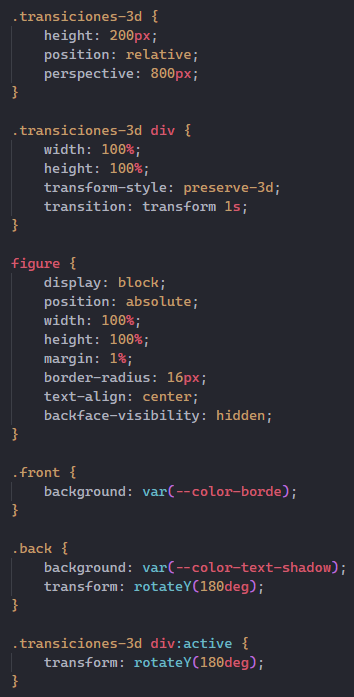 .transiciones-3d {
    height: 200px;
    position: relative;
    perspective: 800px;
}

.transiciones-3d div {
    width: 100%;
    height: 100%;
    transform-style: preserve-3d;
    transition: transform 1s;
}

figure {
    display: block;
    position: absolute;
    width: 100%;
    height: 100%;
    margin: 1%;
    border-radius: 16px;
    text-align: center;
    backface-visibility: hidden;
}

.front {
    background: var(--color-borde);
}

.back {
    background: var(--color-text-shadow);
    transform: rotateY(180deg);
}

.transiciones-3d div:active {
    transform: rotateY(180deg);
}